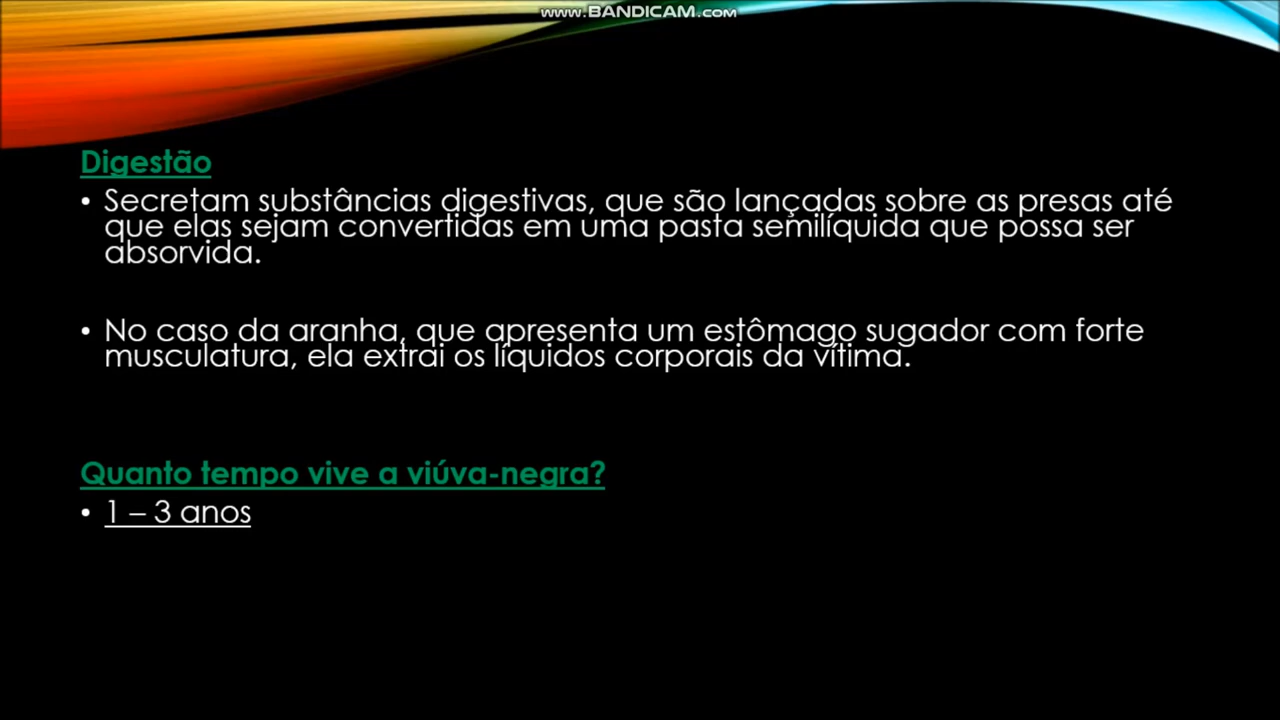 www.BANDICAM.com
Digestão
• Secretam substâncias digestivas, que são lançadas sobre as presas até
que elas sejam convertidas em uma pasta semilíquida que possa ser
absorvida.
• No caso da aranha, que apresenta um estômago sugador com forte
musculatura, ela extrai os líquidos corporais da vítima.
Quanto tempo vive a viúva-negra?
• 1 – 3 anos